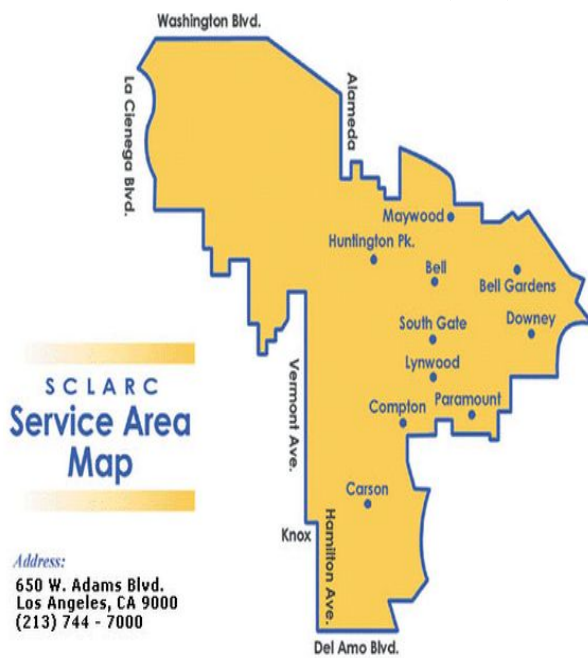 Washington Blvd.
La Cienega Blvd.
Alameda
Maywood
Huntington Pk.
Bell
Bell Gardens
South Gate
Downey
Lynwood
Paramount
Compton
Vermont Ave.
Carson
Knox
Hamilton Ave.
Del Amo Blvd.
SCLARC
Service Area
Map
Address:
650 W. Adams Blvd.
Los Angeles, CA 9000
(213) 744 - 7000